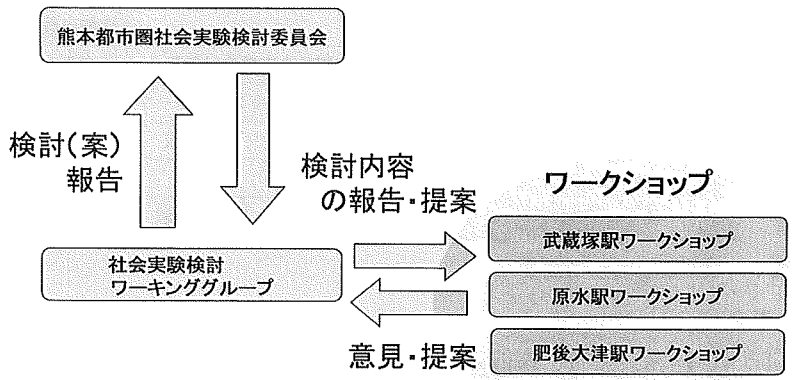 熊本都市圏社会実験検討委員会
検討(案)
報告
検討内容
の報告・提案
ワークショップ
武蔵塚駅ワークショップ
社会実験検討
ワーキンググループ
原水駅ワークショップ
意見・提案
肥後大津駅ワークショップ